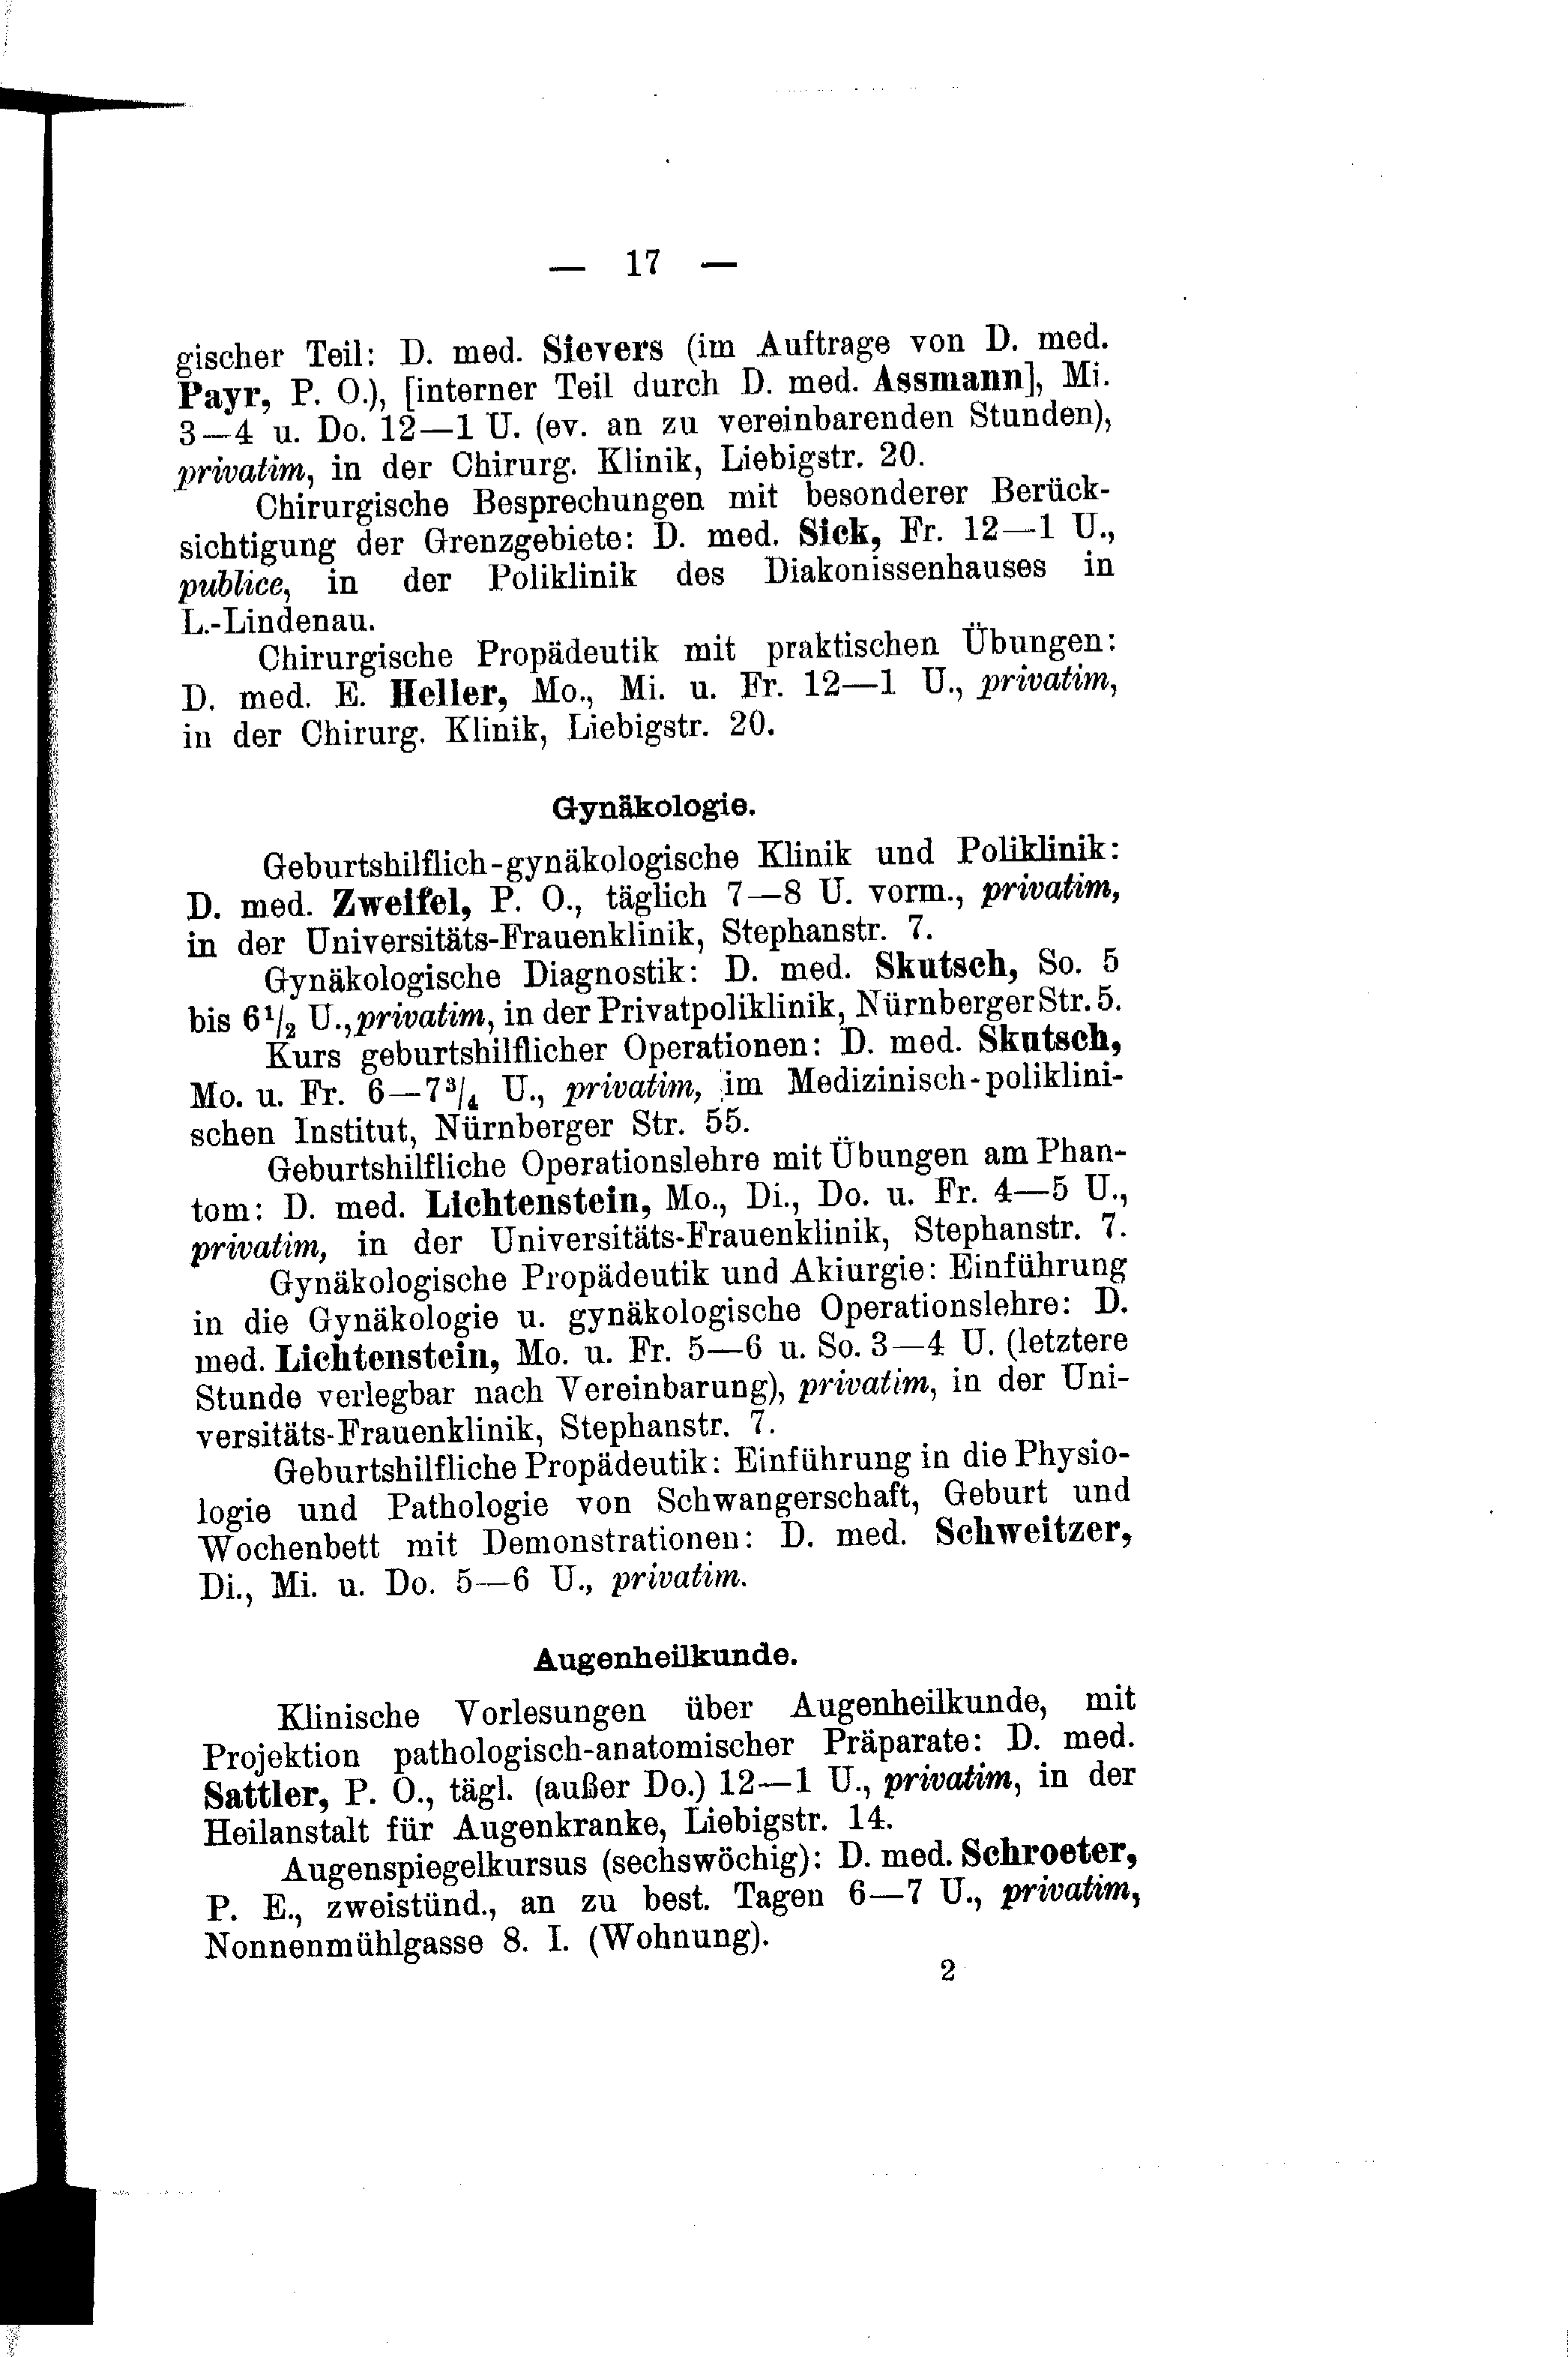 — 17 —
gischer Teil: D. med. Sievers (im Auftrage von D. med.
Payr, P. O.), [interner Teil durch D. med. Assmann], Mi.
3—4 u. Do. 12—1 U. (ev. an zu vereinbarenden Stunden),
privatim, in der Chirurg. Klinik, Liebigstr. 20.
Chirurgische Besprechungen mit besonderer Berück-
sichtigung der Grenzgebiete: D. med. Sick, Fr. 12—1 U.,
publice, in der Poliklinik des Diakonissenhauses in
L.-Lindenau.
Chirurgische Propädeutik mit praktischen Übungen:
D. med. E. Heller, Mo., Mi. u. Fr. 12—1 U., privatim,
in der Chirurg. Klinik, Liebigstr. 20.
Gynäkologie.
Geburtshilflich-gynäkologische Klinik und Poliklinik:
D. med. Zweifel, P. O., täglich 7—8 U. vorm., privatim,
in der Universitäts-Frauenklinik, Stephanstr. 7.
Gynäkologische Diagnostik: D. med. Skutsch, So. 5
bis 6¹/₂ U., privatim, in der Privatpoliklinik, Nürnberger Str. 5.
Kurs geburtshilflicher Operationen: D. med. Skutsch,
Mo. u. Fr. 6—7³/₄ U., privatim, im Medizinisch-poliklini-
schen Institut, Nürnberger Str. 55.
Geburtshilfliche Operationslehre mit Übungen am Phan-
tom: D. med. Lichtenstein, Mo., Di., Do. u. Fr. 4—5 U.,
privatim, in der Universitäts-Frauenklinik, Stephanstr. 7.
Gynäkologische Propädeutik und Akiurgie: Einführung
in die Gynäkologie u. gynäkologische Operationslehre: D.
med. Lichtenstein, Mo. u. Fr. 5—6 u. So. 3—4 U. (letztere
Stunde verlegbar nach Vereinbarung), privatim, in der Uni-
versitäts-Frauenklinik, Stephanstr. 7.
Geburtshilfliche Propädeutik: Einführung in die Physio-
logie und Pathologie von Schwangerschaft, Geburt und
Wochenbett mit Demonstrationen: D. med. Schweitzer,
Di., Mi. u. Do. 5—6 U., privatim.
Augenheilkunde.
Klinische Vorlesungen über Augenheilkunde, mit
Projektion pathologisch-anatomischer Präparate: D. med.
Sattler, P. O., tägl. (außer Do.) 12—1 U., privatim, in der
Heilanstalt für Augenkranke, Liebigstr. 14.
Augenspiegelkursus (sechswöchig): D. med. Schroeter,
P. E., zweistünd., an zu best. Tagen 6—7 U., privatim,
Nonnenmühlgasse 8. I. (Wohnung).
2